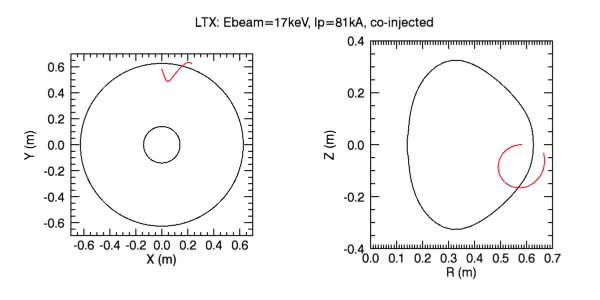 LTX: Ebeam=17keV, Ip=81kA, co-injected
0.6
0.4
0.2
0.0
-0.2
-0.4
-0.6
Y (m)
-0.6 -0.4 -0.2 0.0 0.2 0.4 0.6
X (m)
0.4
0.2
0.0
-0.2
-0.4
Z (m)
0.0 0.1 0.2 0.3 0.4 0.5 0.6 0.7
R (m)